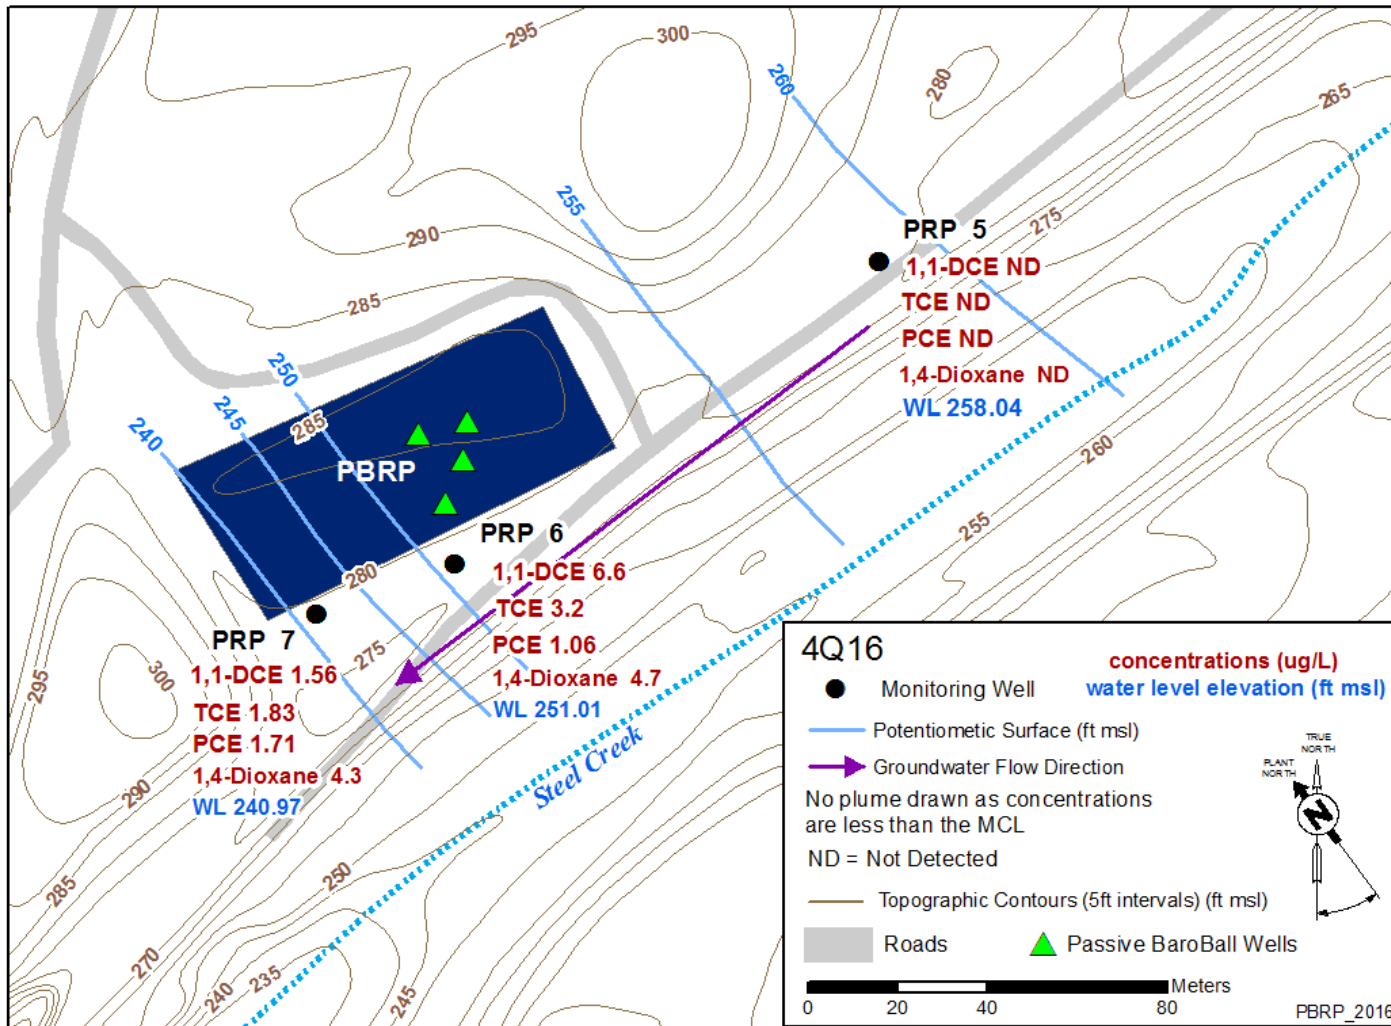 295
300
260
280
265
255
PRP 5
275
290
1,1-DCE ND
TCE ND
PCE ND
1,4-Dioxane ND
WL 258.04
285
250
245
240
285
PBRP
260
255
PRP 6
280
1,1-DCE 6.6
TCE 3.2
PCE 1.06
1,4-Dioxane 4.7
WL 251.01
PRP 7
275
1,1-DCE 1.56
TCE 1.83
PCE 1.71
1,4-Dioxane 4.3
WL 240.97
295
300
290
285
Steel Creek
250
270
240
235
245
4Q16
concentrations (ug/L)
water level elevation (ft msl)
Monitoring Well
Potentiometic Surface (ft msl)
Groundwater Flow Direction
No plume drawn as concentrations
are less than the MCL
ND = Not Detected
TRUE
NORTH
PLANT
NORTH
N
Topographic Contours (5ft intervals) (ft msl)
Roads
Passive BaroBall Wells
Meters
0 20 40 80
PBRP_2016